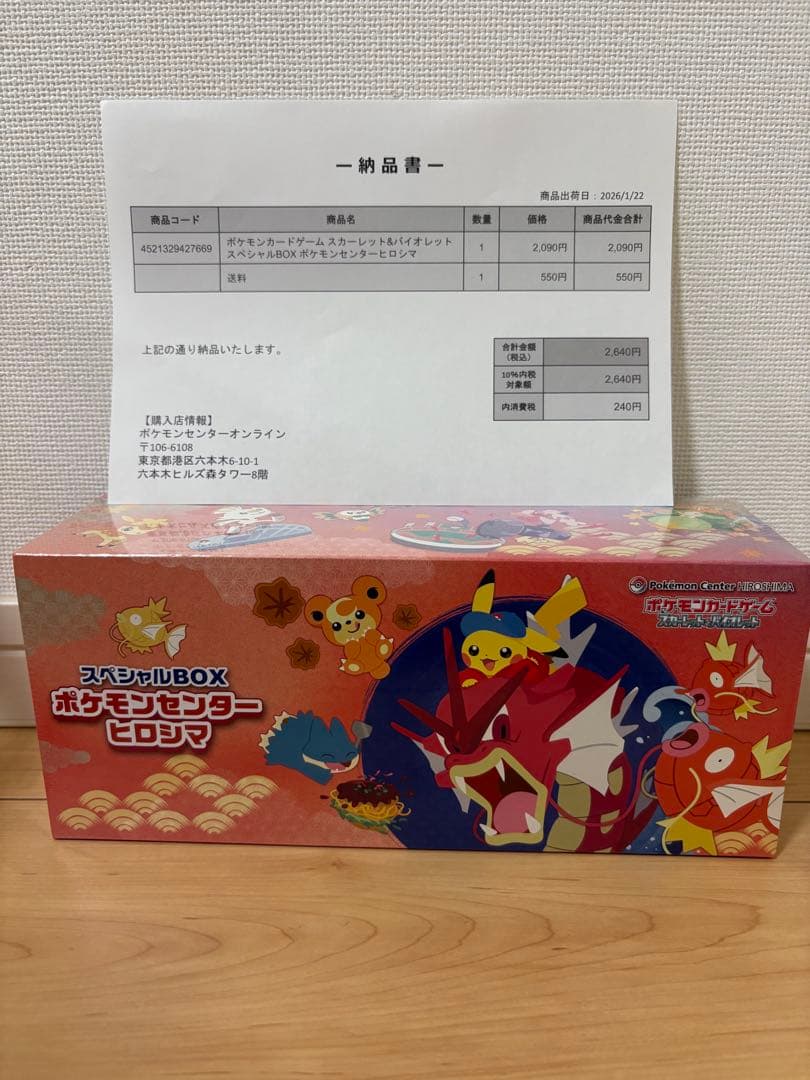 －納品書－
商品出荷日：2026/1/22
商品コード 商品名 数量 価格 商品代金合計
4521329427669 ポケモンカードゲーム スカーレット&バイオレット 1 2,090円 2,090円
スペシャルBOX ポケモンセンターヒロシマ
送料 1 550円 550円
上記の通り納品いたします。
合計金額
（税込） 2,640円
10%内税
対象額 2,640円
内消費税 240円
【購入店情報】
ポケモンセンターオンライン
〒106-6108
東京都港区六本木6-10-1
六本木ヒルズ森タワー8階
Pokémon Center HIROSHIMA
ポケモンカードゲーム
スカーレット&バイオレット
スペシャルBOX
ポケモンセンター
ヒロシマ